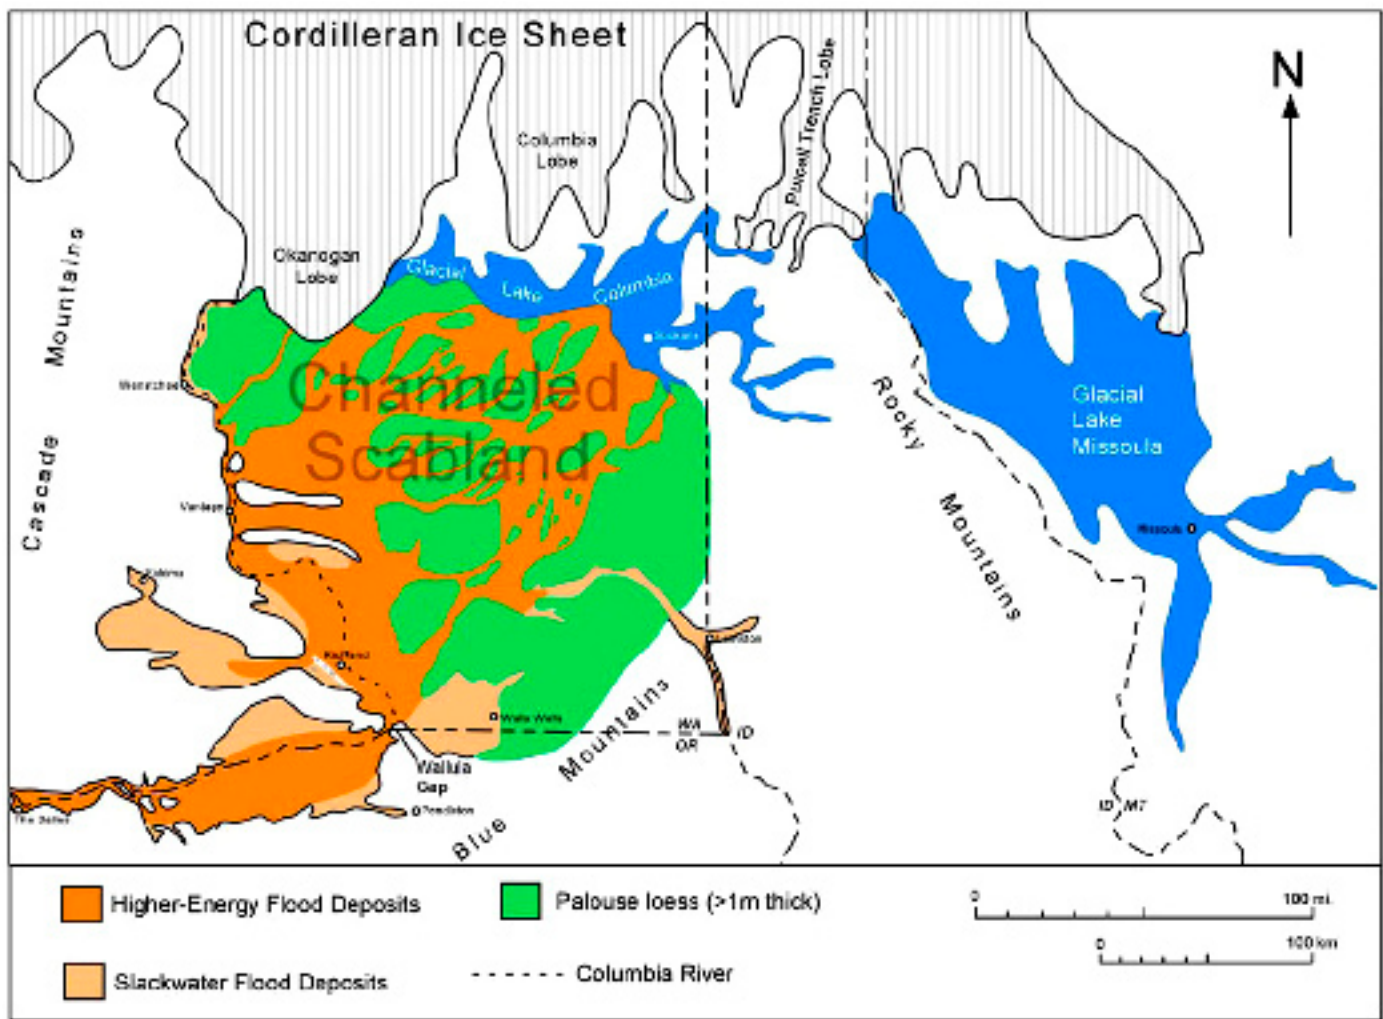 Cordilleran Ice Sheet
N
Columbia
Lobe
Purcell Trench Lobe
Okanogan
Lobe
Glacial
Lake
Columbia
Cascade Mountains
Spokane
Wenatchee
Channeled
Scabland
Rocky Mountains
Glacial
Lake
Missoula
Vantage
Missoula
Yakima
Richland
Lewiston
Walla Walla
WA
OR
ID
Wallula
Gap
Pendleton
The Dalles
Blue Mountains
ID
MT
Higher-Energy Flood Deposits
Palouse loess (>1m thick)
0
100 mi.
0
100 km
Slackwater Flood Deposits
Columbia River